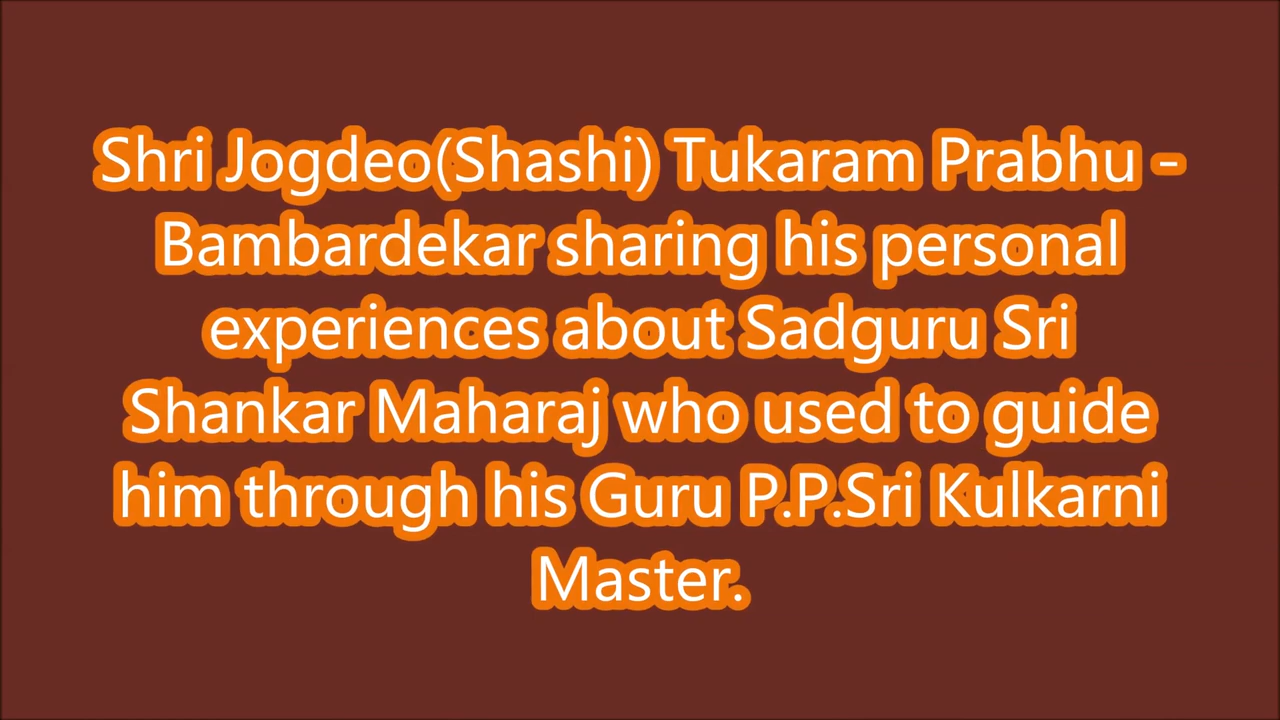 Shri Jogdeo(Shashi) Tukaram Prabhu -
Bambardekar sharing his personal
experiences about Sadguru Sri
Shankar Maharaj who used to guide
him through his Guru P.P.Sri Kulkarni
Master.